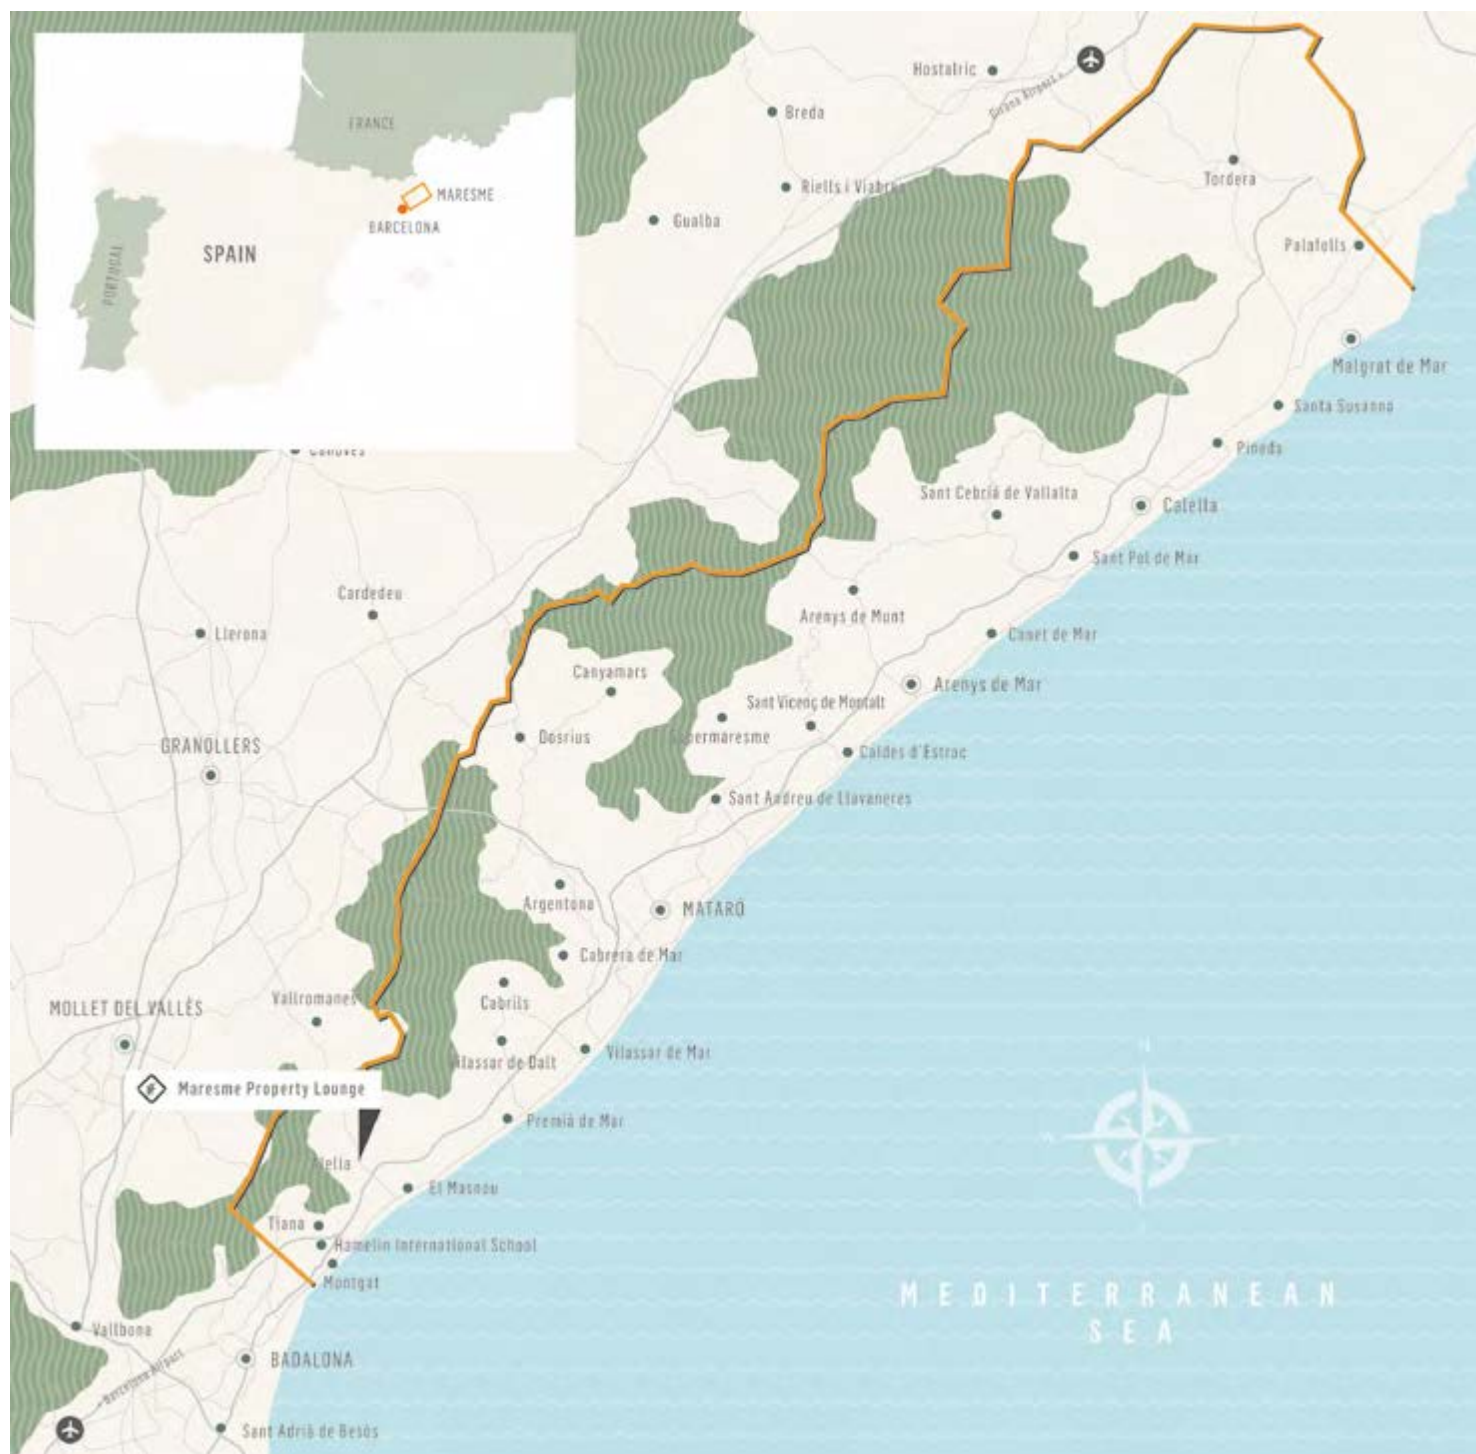 Hostalric
Girona Airport
Breda
FRANCE
Tordera
Riells i Viabrea
MARESME
Gualba
BARCELONA
Palafolls
SPAIN
PORTUGAL
Malgrat de Mar
Santa Susanna
Pineda
Sant Cebrià de Vallalta
Calella
Sant Pol de Mar
Cardedeu
Arenys de Munt
Llerona
Canet de Mar
Canyamars
Arenys de Mar
Sant Vicenç de Montalt
Dosrius
Supermaresme
GRANOLLERS
Caldes d'Estrac
Sant Andreu de Llavaneres
Argentona
MATARÓ
Cabrera de Mar
Vallromanes
Cabrils
MOLLET DEL VALLÈS
Vilassar de Mar
Vilassar de Dalt
Maresme Property Lounge
Premià de Mar
Alella
El Masnou
Tiana
Hamelin International School
Montgat
MEDITERRANEAN
SEA
Vallbona
BADALONA
Barcelona Airport
Sant Adrià de Besòs